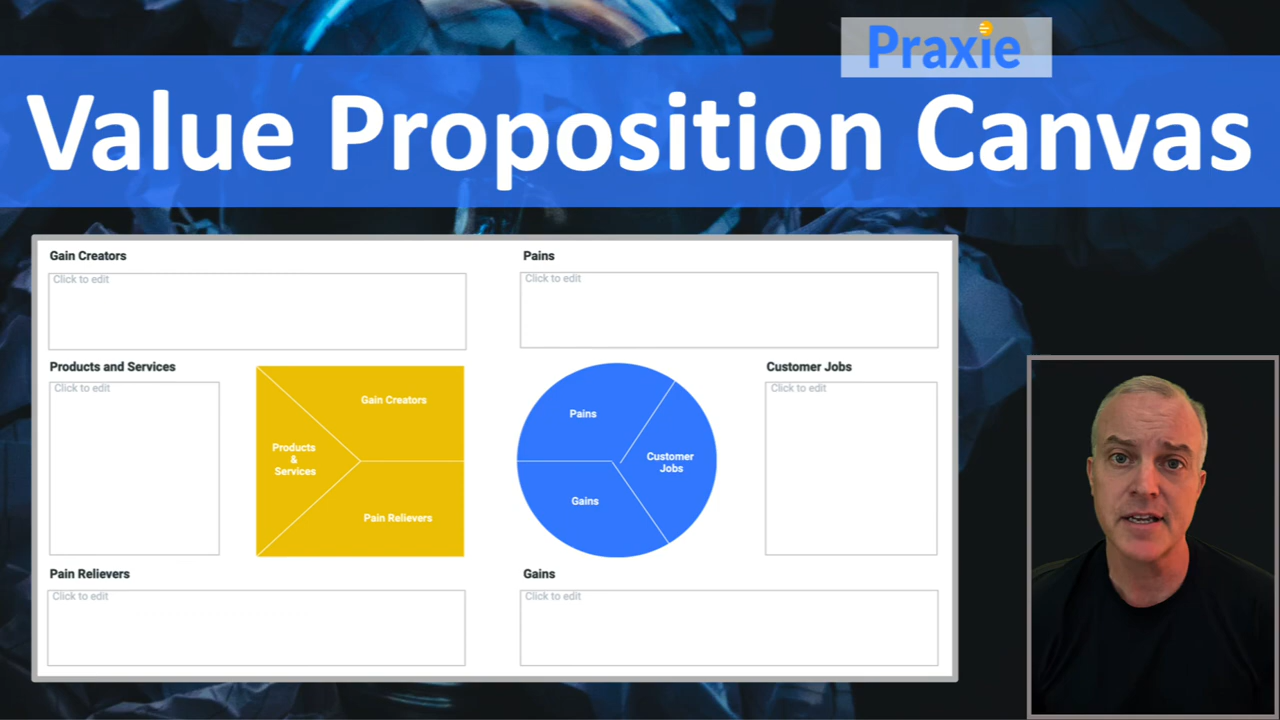 Praxie
Value Proposition Canvas
Gain Creators
Click to edit
Pains
Click to edit
Products and Services
Click to edit
Gain Creators
Products
&
Services
Pain Relievers
Pains
Customer
Jobs
Gains
Customer Jobs
Click to edit
Pain Relievers
Click to edit
Gains
Click to edit